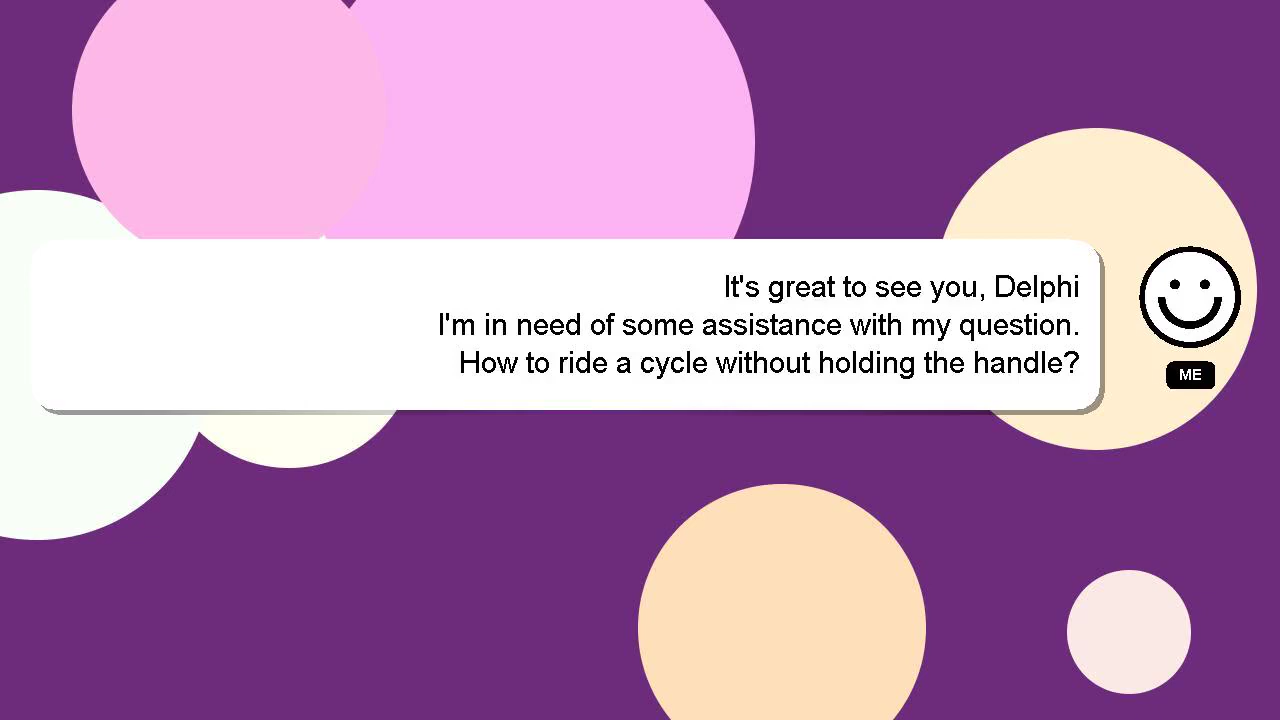 It's great to see you, Delphi
I'm in need of some assistance with my question.
How to ride a cycle without holding the handle?
ME